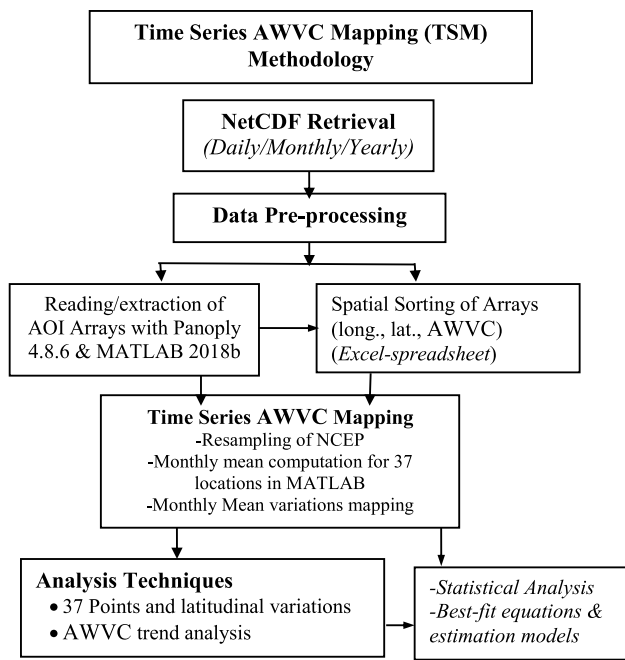 Time Series AWVC Mapping (TSM)
Methodology
NetCDF Retrieval
(Daily/Monthly/Yearly)
Data Pre-processing
Reading/extraction of
AOI Arrays with Panoply
4.8.6 & MATLAB 2018b
Spatial Sorting of Arrays
(long., lat., AWVC)
(Excel-spreadsheet)
Time Series AWVC Mapping
-Resampling of NCEP
-Monthly mean computation for 37
locations in MATLAB
-Monthly Mean variations mapping
Analysis Techniques
• 37 Points and latitudinal variations
• AWVC trend analysis
-Statistical Analysis
-Best-fit equations &
estimation models